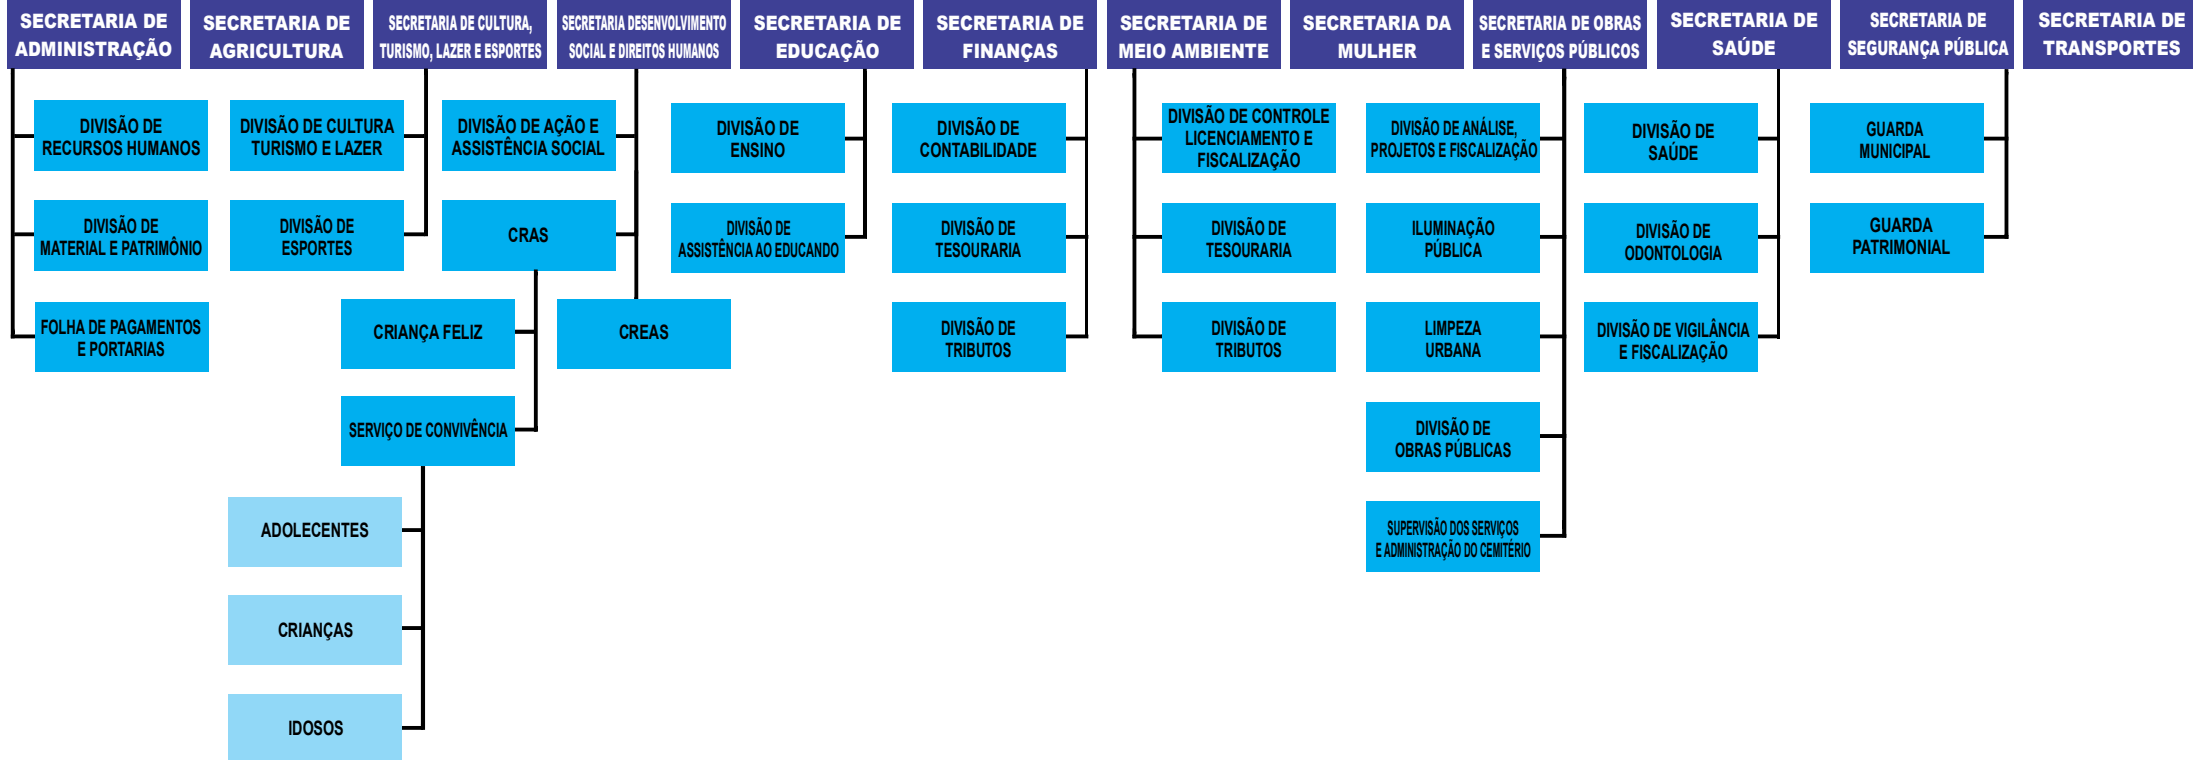 SECRETARIA DE
ADMINISTRAÇÃO
SECRETARIA DE
AGRICULTURA
SECRETARIA DE CULTURA,
TURISMO, LAZER E ESPORTES
SECRETARIA DESENVOLVIMENTO
SOCIAL E DIREITOS HUMANOS
SECRETARIA DE
EDUCAÇÃO
SECRETARIA DE
FINANÇAS
SECRETARIA DE
MEIO AMBIENTE
SECRETARIA DA
MULHER
SECRETARIA DE OBRAS
E SERVIÇOS PÚBLICOS
SECRETARIA DE
SAÚDE
SECRETARIA DE
SEGURANÇA PÚBLICA
SECRETARIA DE
TRANSPORTES
DIVISÃO DE
RECURSOS HUMANOS
DIVISÃO DE CULTURA
TURISMO E LAZER
DIVISÃO DE AÇÃO E
ASSISTÊNCIA SOCIAL
DIVISÃO DE
ENSINO
DIVISÃO DE
CONTABILIDADE
DIVISÃO DE CONTROLE
LICENCIAMENTO E
FISCALIZAÇÃO
DIVISÃO DE ANÁLISE,
PROJETOS E FISCALIZAÇÃO
DIVISÃO DE
SAÚDE
GUARDA
MUNICIPAL
DIVISÃO DE
MATERIAL E PATRIMÔNIO
DIVISÃO DE
ESPORTES
CRAS
DIVISÃO DE
ASSISTÊNCIA AO EDUCANDO
DIVISÃO DE
TESOURARIA
DIVISÃO DE
TESOURARIA
ILUMINAÇÃO
PÚBLICA
DIVISÃO DE
ODONTOLOGIA
GUARDA
PATRIMONIAL
FOLHA DE PAGAMENTOS
E PORTARIAS
CRIANÇA FELIZ
CREAS
DIVISÃO DE
TRIBUTOS
DIVISÃO DE
TRIBUTOS
LIMPEZA
URBANA
DIVISÃO DE VIGILÂNCIA
E FISCALIZAÇÃO
SERVIÇO DE CONVIVÊNCIA
DIVISÃO DE
OBRAS PÚBLICAS
ADOLECENTES
SUPERVISÃO DOS SERVIÇOS
E ADMINISTRAÇÃO DO CEMITÉRIO
CRIANÇAS
IDOSOS